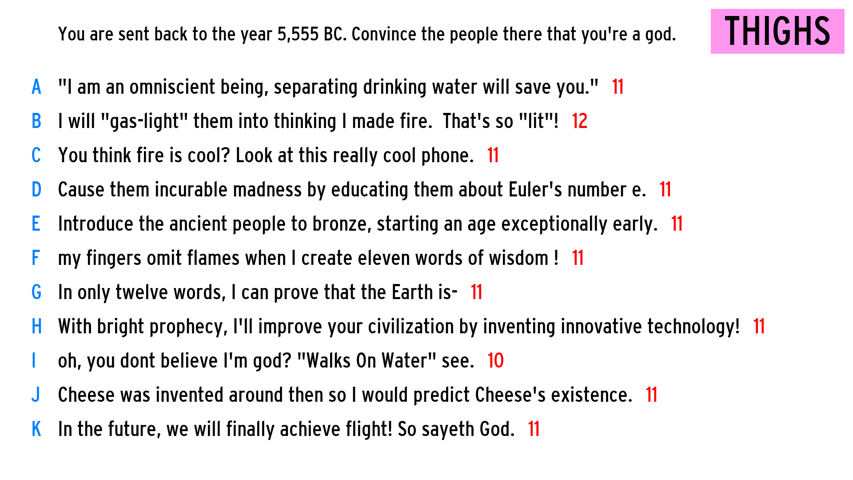 You are sent back to the year 5,555 BC. Convince the people there that you're a god.
THIGHS
A "I am an omniscient being, separating drinking water will save you." 11
B I will "gas-light" them into thinking I made fire. That's so "lit"! 12
C You think fire is cool? Look at this really cool phone. 11
D Cause them incurable madness by educating them about Euler's number e. 11
E Introduce the ancient people to bronze, starting an age exceptionally early. 11
F my fingers omit flames when I create eleven words of wisdom ! 11
G In only twelve words, I can prove that the Earth is- 11
H With bright prophecy, I'll improve your civilization by inventing innovative technology! 11
I oh, you dont believe I'm god? "Walks On Water" see. 10
J Cheese was invented around then so I would predict Cheese's existence. 11
K In the future, we will finally achieve flight! So sayeth God. 11